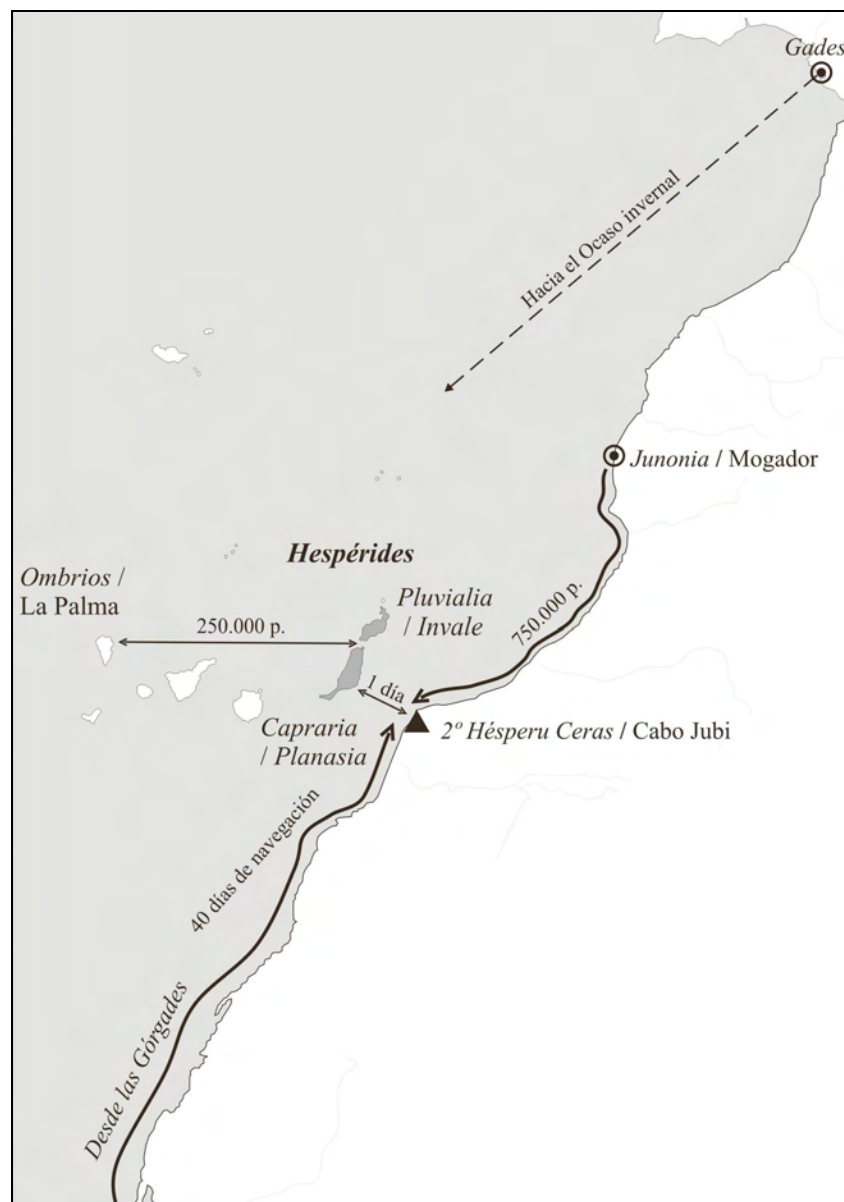 Gades
Hacia el Ocaso invernal
Junonia / Mogador
Hespérides
Ombrios /
La Palma
250.000 p.
Pluvialia
/ Invale
750.000 p.
1 día
Capraria
/ Planasia
2º Hésperu Ceras / Cabo Jubi
40 días de navegación
Desde las Górgades